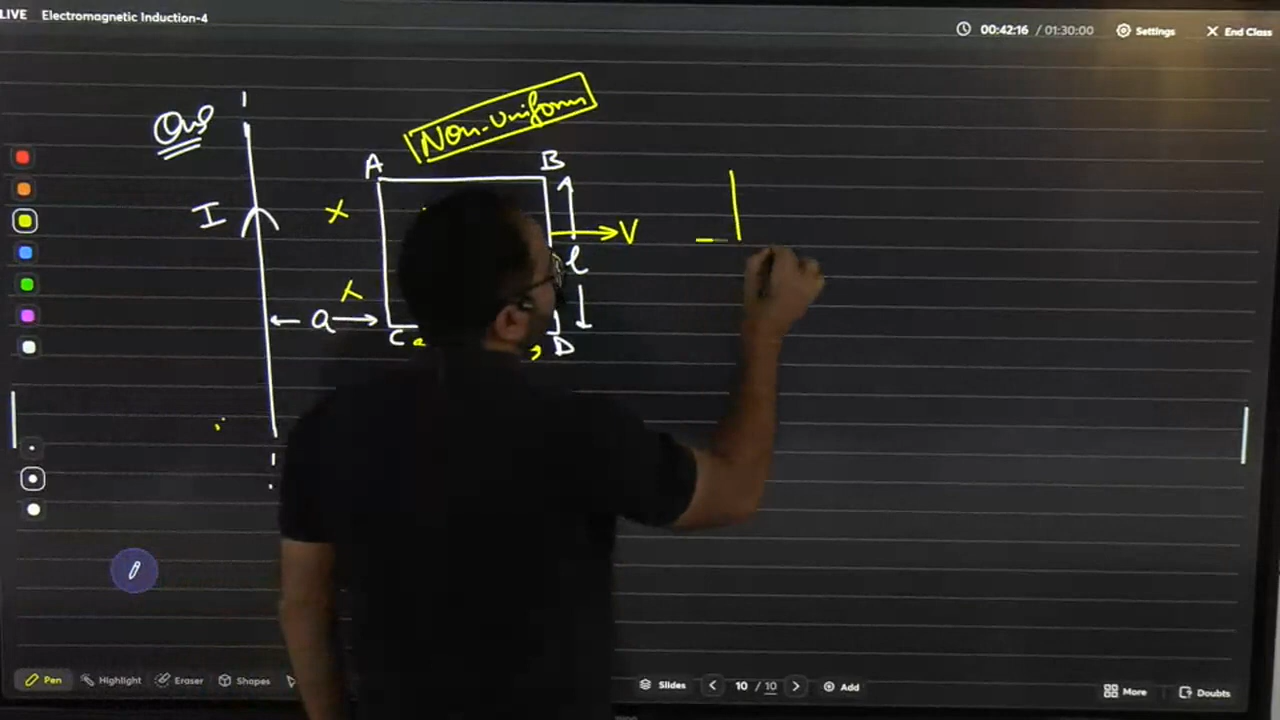 LIVE Electromagnetic Induction-4
00:42:16 / 01:30:00 Settings End Class
Ques
Non-Uniform
A B
I x
V
l
x
a
C D
Pen Highlight Eraser Shapes
Slides 10 / 10 Add
More Doubts